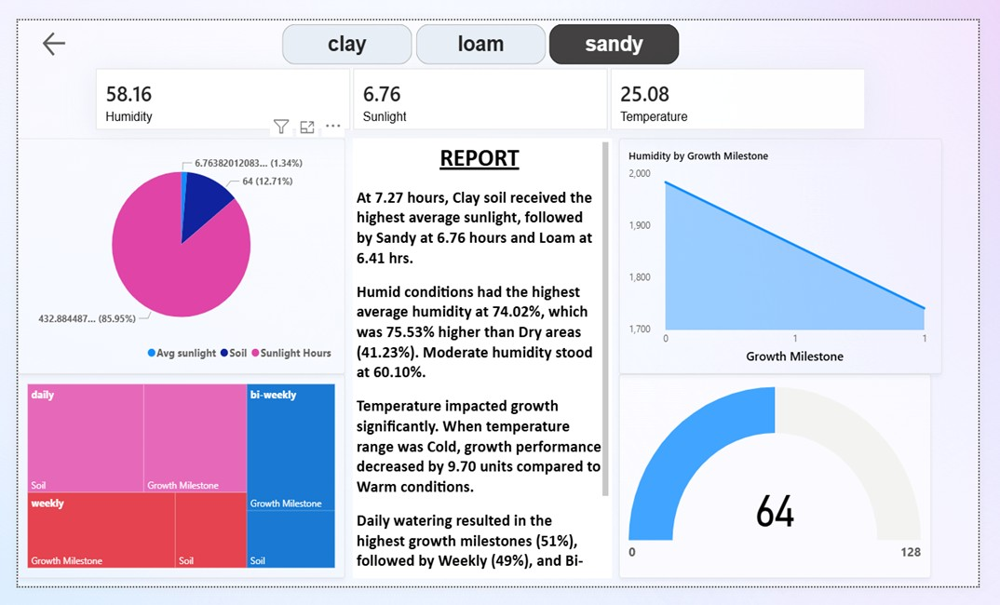 clay
loam
sandy
58.16
Humidity
6.76
Sunlight
25.08
Temperature
6.76382012083... (1.34%)
64 (12.71%)
432.884487... (85.95%)
Avg sunlight Soil Sunlight Hours
daily
Soil
Growth Milestone
weekly
Growth Milestone
Soil
bi-weekly
Growth Milestone
Soil
REPORT
At 7.27 hours, Clay soil received the
highest average sunlight, followed
by Sandy at 6.76 hours and Loam at
6.41 hrs.
Humid conditions had the highest
average humidity at 74.02%, which
was 75.53% higher than Dry areas
(41.23%). Moderate humidity stood
at 60.10%.
Temperature impacted growth
significantly. When temperature
range was Cold, growth performance
decreased by 9.70 units compared to
Warm conditions.
Daily watering resulted in the
highest growth milestones (51%),
followed by Weekly (49%), and Bi-
Humidity by Growth Milestone
2,000
1,900
1,800
1,700
0 1 1
Growth Milestone
64
0 128